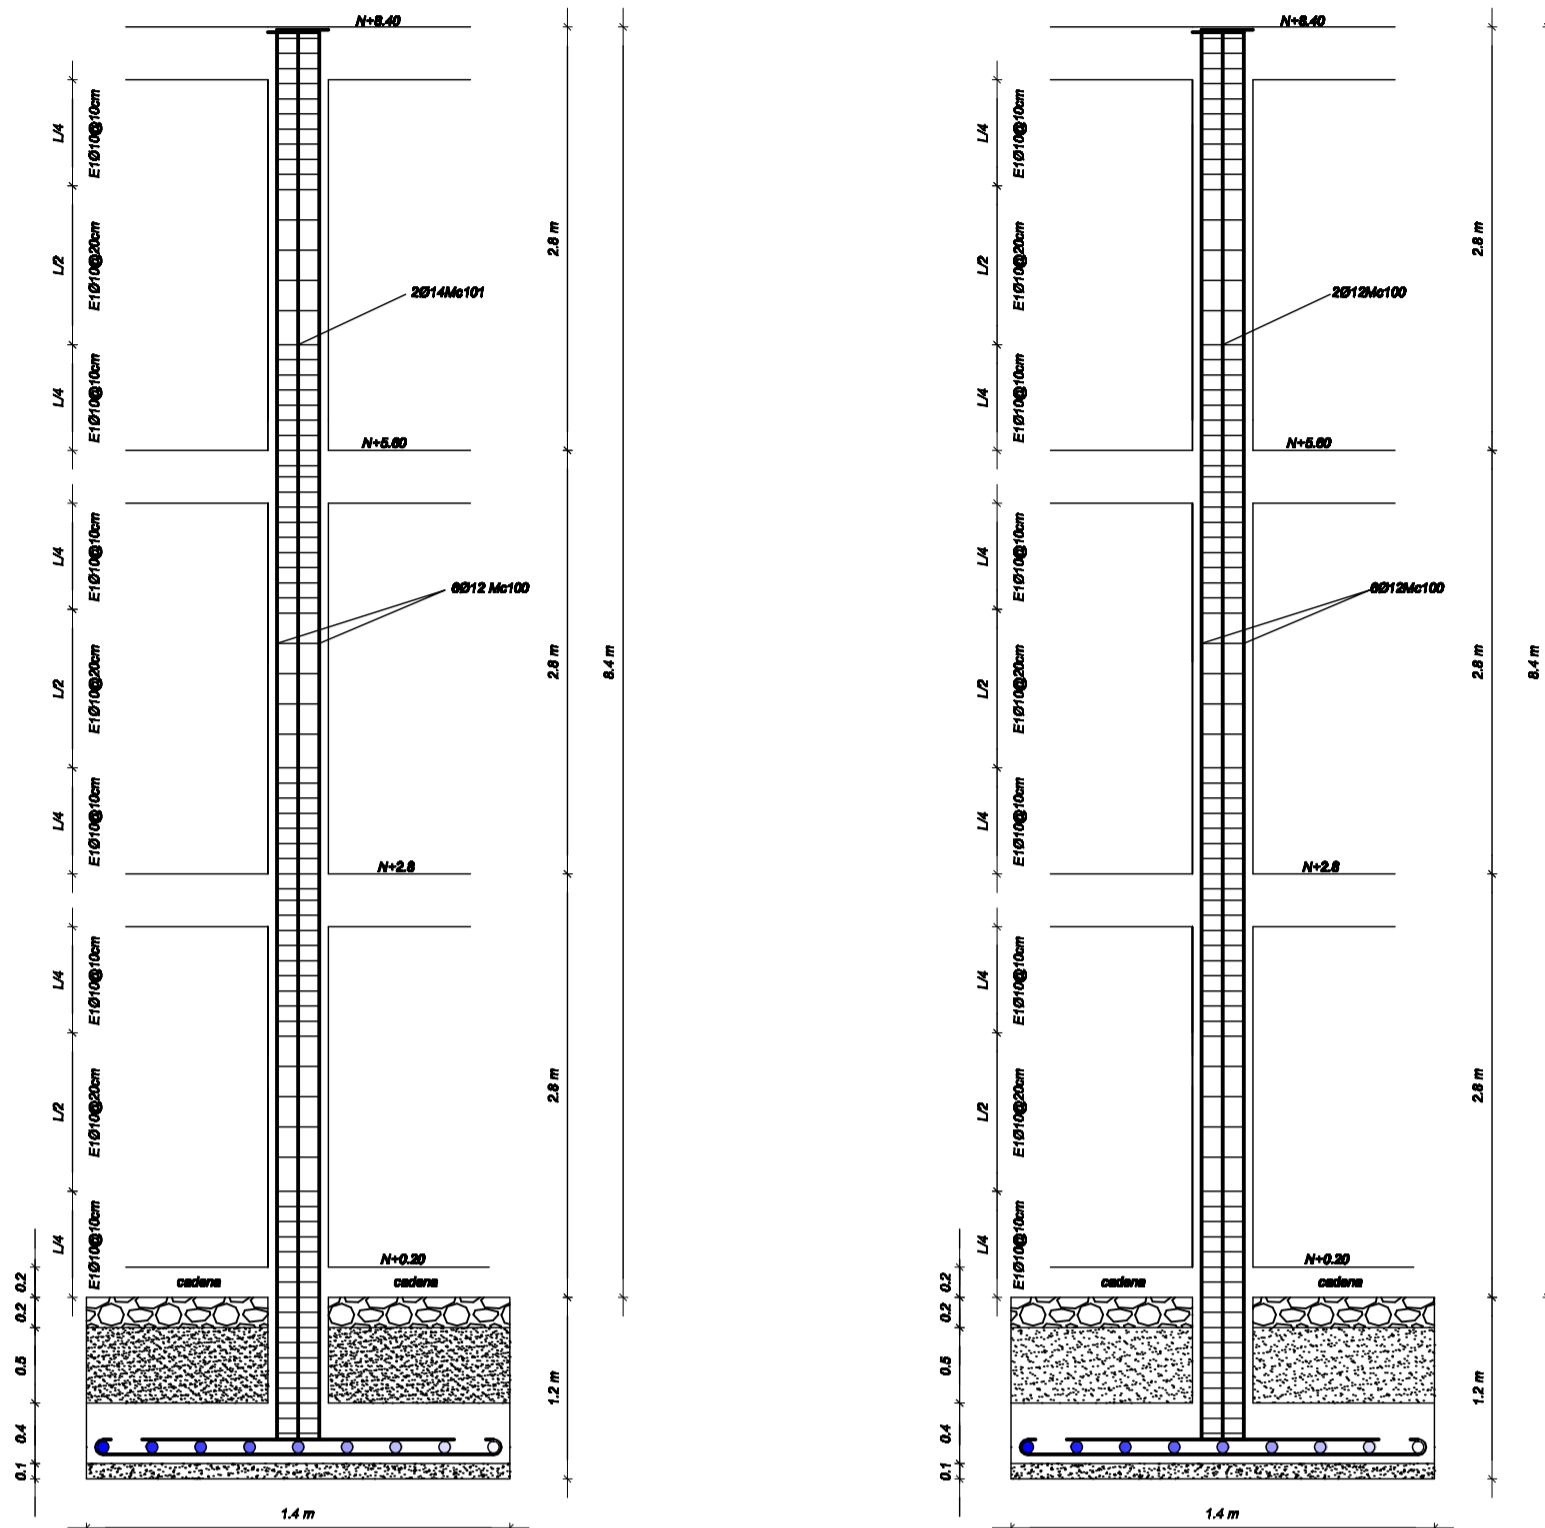 N+8.40
L/4
E1Ø10@10cm
L/2
E1Ø10@20cm
2.8 m
2Ø14Mc101
L/4
E1Ø10@10cm
N+5.60
L/4
E1Ø10@10cm
6Ø12 Mc100
L/2
E1Ø10@20cm
2.8 m
8.4 m
L/4
E1Ø10@10cm
N+2.8
L/4
E1Ø10@10cm
L/2
E1Ø10@20cm
2.8 m
L/4
E1Ø10@10cm
N+0.20
cadena
cadena
0.2
0.2
0.5
0.4
0.1
1.2 m
1.4 m
N+8.40
L/4
E1Ø10@10cm
L/2
E1Ø10@20cm
2.8 m
2Ø12Mc100
L/4
E1Ø10@10cm
N+5.60
L/4
E1Ø10@10cm
6Ø12Mc100
L/2
E1Ø10@20cm
2.8 m
8.4 m
L/4
E1Ø10@10cm
N+2.8
L/4
E1Ø10@10cm
L/2
E1Ø10@20cm
2.8 m
L/4
E1Ø10@10cm
N+0.20
cadena
cadena
0.2
0.2
0.5
0.4
0.1
1.2 m
1.4 m